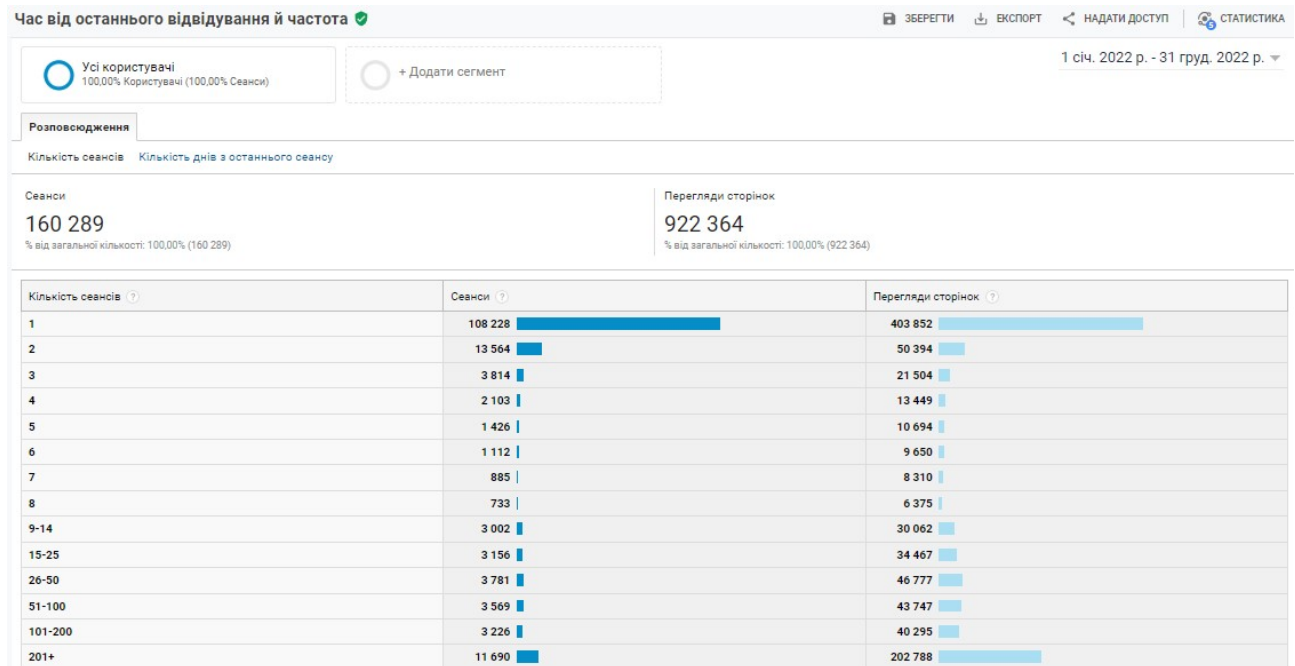 Час від останнього відвідування й частота
ЗБЕРЕГТИ ЕКСПОРТ НАДАТИ ДОСТУП 5 СТАТИСТИКА
1 січ. 2022 р. - 31 груд. 2022 р.
Усі користувачі
100,00% Користувачі (100,00% Сеанси)
+ Додати сегмент
Розповсюдження
Кількість сеансів Кількість днів з останнього сеансу
Сеанси
160 289
% від загальної кількості: 100,00% (160 289)
Перегляди сторінок
922 364
% від загальної кількості: 100,00% (922 364)
Кількість сеансів ? Сеанси ? Перегляди сторінок ?
1 108 228 403 852
2 13 564 50 394
3 3 814 21 504
4 2 103 13 449
5 1 426 10 694
6 1 112 9 650
7 885 8 310
8 733 6 375
9-14 3 002 30 062
15-25 3 156 34 467
26-50 3 781 46 777
51-100 3 569 43 747
101-200 3 226 40 295
201+ 11 690 202 788